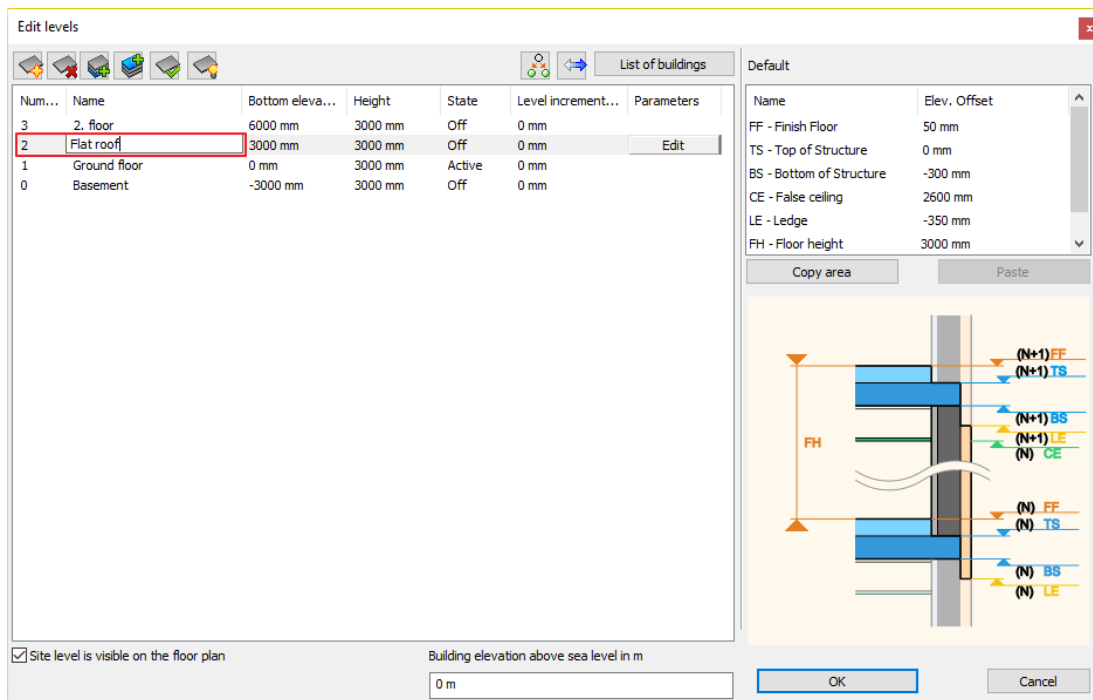 Edit levels
x
List of buildings
Default
Num... Name Bottom eleva... Height State Level increment... Parameters
3 2. floor 6000 mm 3000 mm Off 0 mm
2 Flat roof 3000 mm 3000 mm Off 0 mm Edit
1 Ground floor 0 mm 3000 mm Active 0 mm
0 Basement -3000 mm 3000 mm Off 0 mm
Name Elev. Offset
FF - Finish Floor 50 mm
TS - Top of Structure 0 mm
BS - Bottom of Structure -300 mm
CE - False ceiling 2600 mm
LE - Ledge -350 mm
FH - Floor height 3000 mm
Copy area Paste
(N+1) FF
(N+1) TS
(N+1) BS
(N+1) LE
FH
(N) CE
(N) FF
(N) TS
(N) BS
(N) LE
Site level is visible on the floor plan
Building elevation above sea level in m
0 m
OK Cancel